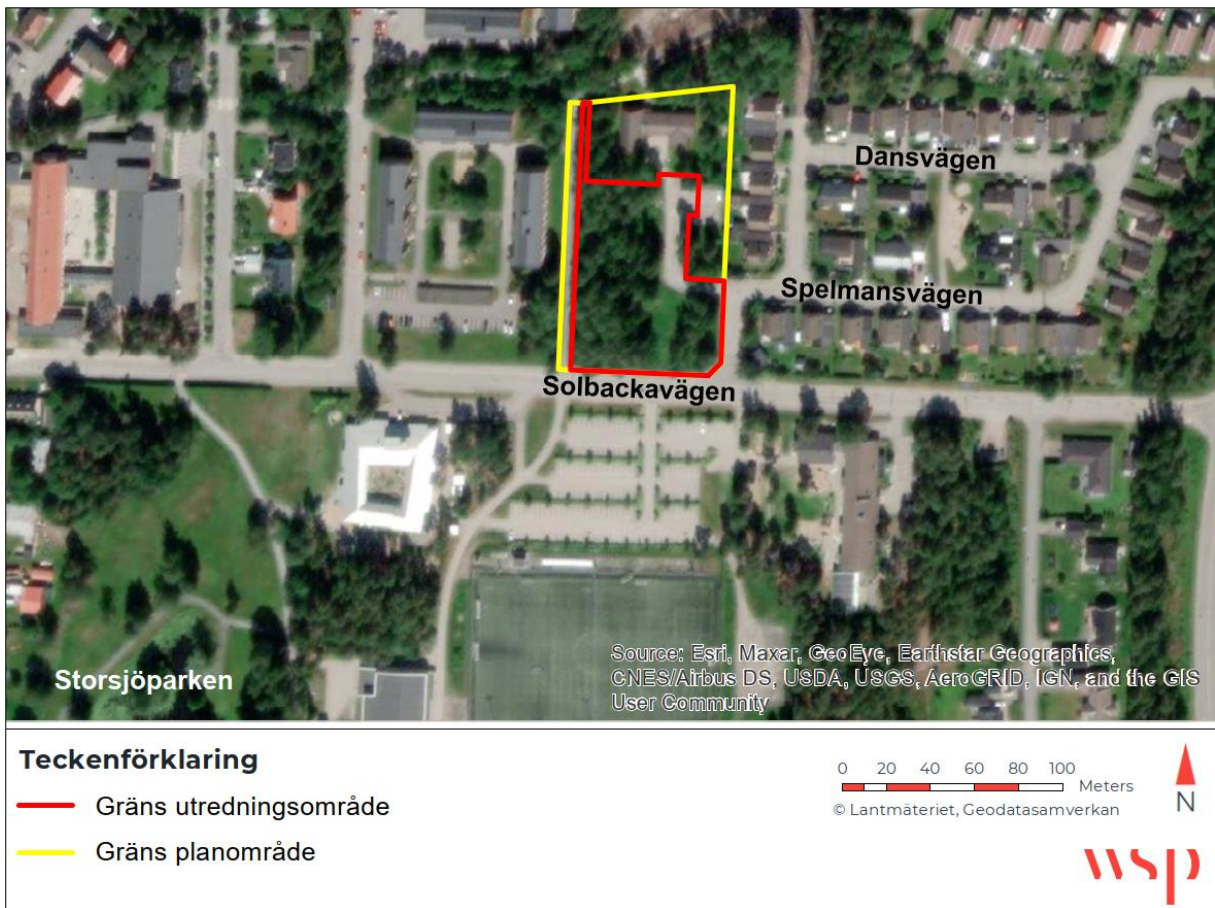 Dansvägen
Spelmansvägen
Solbackavägen
Storsjöparken
Source: Esri, Maxar, GeoEye, Earthstar Geographics,
CNES/Airbus DS, USDA, USGS, AeroGRID, IGN, and the GIS
User Community
Teckenförklaring
Gräns utredningsområde
Gräns planområde
0 20 40 60 80 100
Meters
© Lantmäteriet, Geodatasamverkan
N
wsp